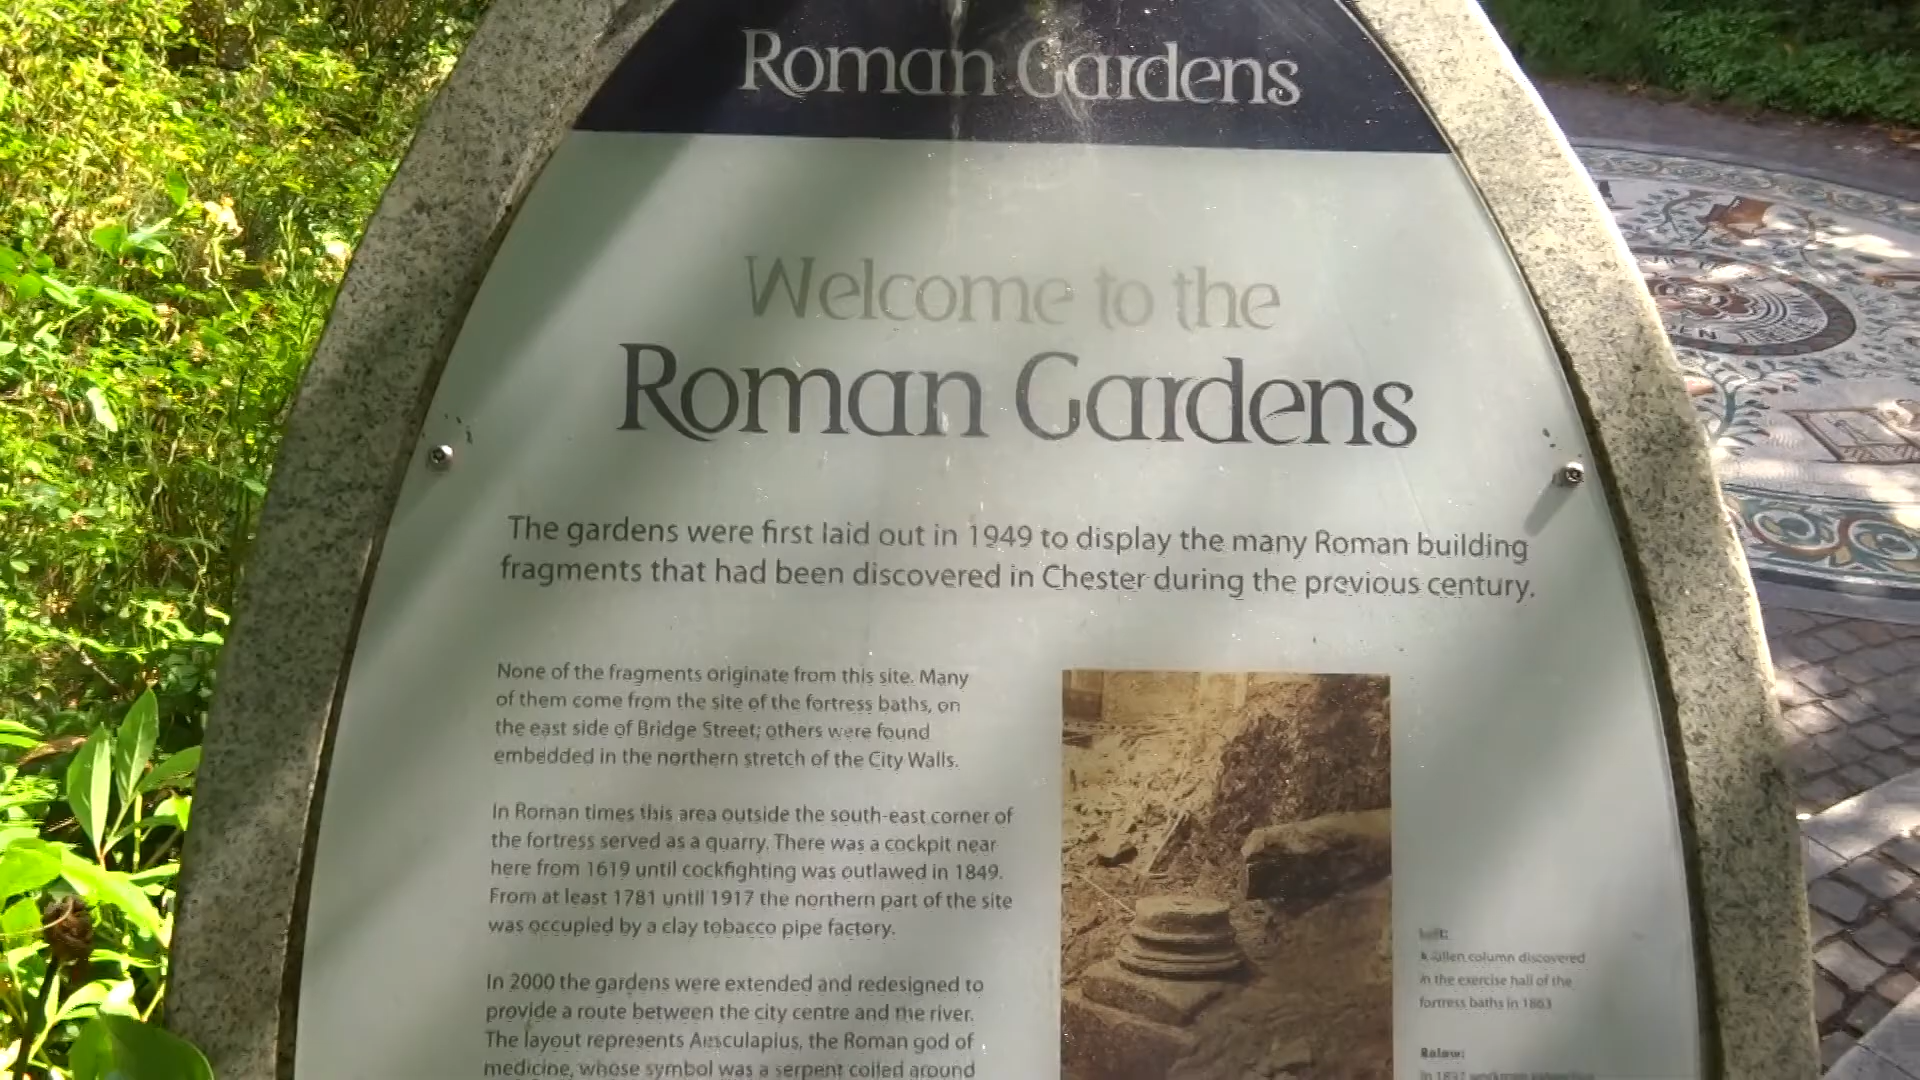 Roman Gardens
Welcome to the
Roman Gardens
The gardens were first laid out in 1949 to display the many Roman building
fragments that had been discovered in Chester during the previous century.
None of the fragments originate from this site. Many
of them come from the site of the fortress baths, on
the east side of Bridge Street; others were found
embedded in the northern stretch of the City Walls.
In Roman times this area outside the south-east corner of
the fortress served as a quarry. There was a cockpit near
here from 1619 until cockfighting was outlawed in 1849.
From at least 1781 until 1917 the northern part of the site
was occupied by a clay tobacco pipe factory.
In 2000 the gardens were extended and redesigned to
provide a route between the city centre and the river.
The layout represents Aesculapius, the Roman god of
medicine, whose symbol was a serpent coiled around
Left:
A fallen column discovered
in the exercise hall of the
fortress baths in 1863
Below: